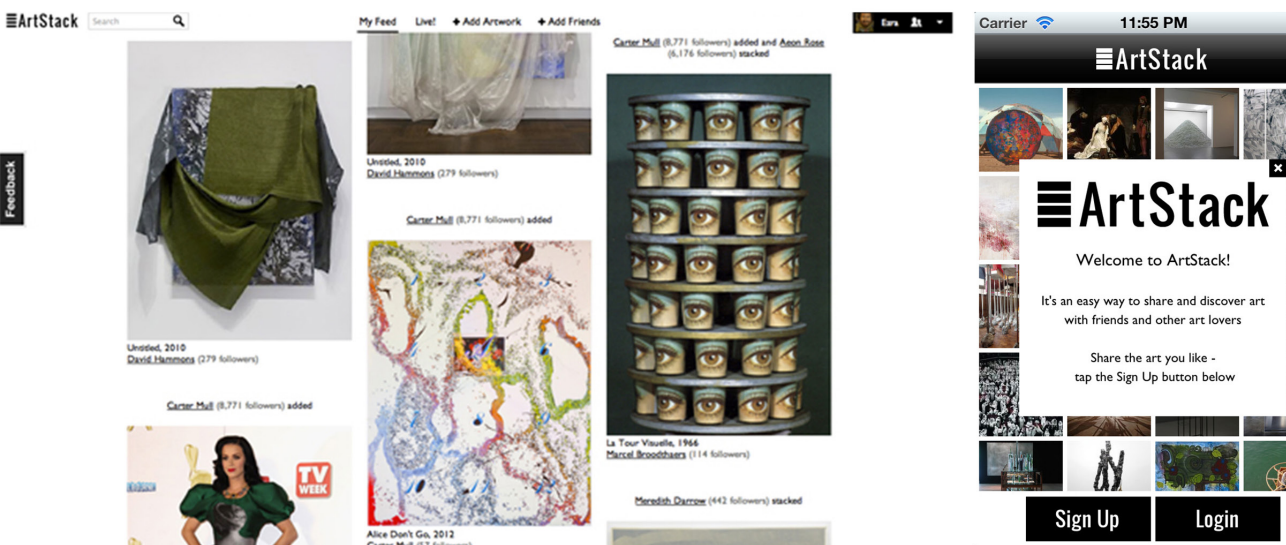 ArtStack
Search
My Feed Live! + Add Artwork + Add Friends
Ezra
Feedback
Untitled, 2010
David Hammons (279 followers)
Carter Mull (8,771 followers) added
TV
WEEK
Untitled, 2010
David Hammons (279 followers)
Carter Mull (8,771 followers) added
Alice Don't Go, 2012
Carter Mull (57 followers)
Carter Mull (8,771 followers) added and Aeon Rose
(6,176 followers) stacked
La Tour Visuelle, 1966
Marcel Broodthaers (114 followers)
Meredith Darrow (442 followers) stacked
Carrier 11:55 PM
ArtStack
ArtStack
Welcome to ArtStack!
It's an easy way to share and discover art
with friends and other art lovers
Share the art you like -
tap the Sign Up button below
Sign Up Login